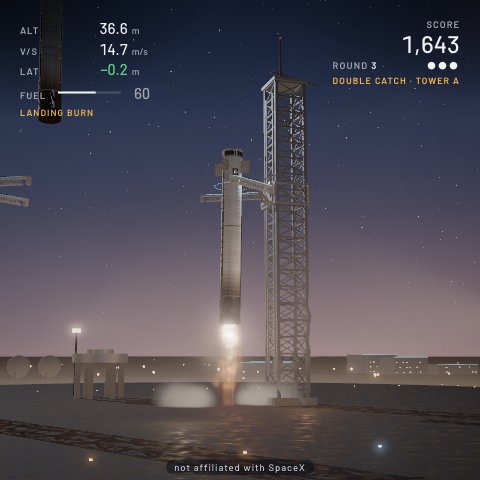 ALT 36.6 m
V/S 14.7 m/s
LAT −0.2 m
FUEL 60
LANDING BURN
SCORE
1,643
ROUND 3
DOUBLE CATCH · TOWER A
not affiliated with SpaceX